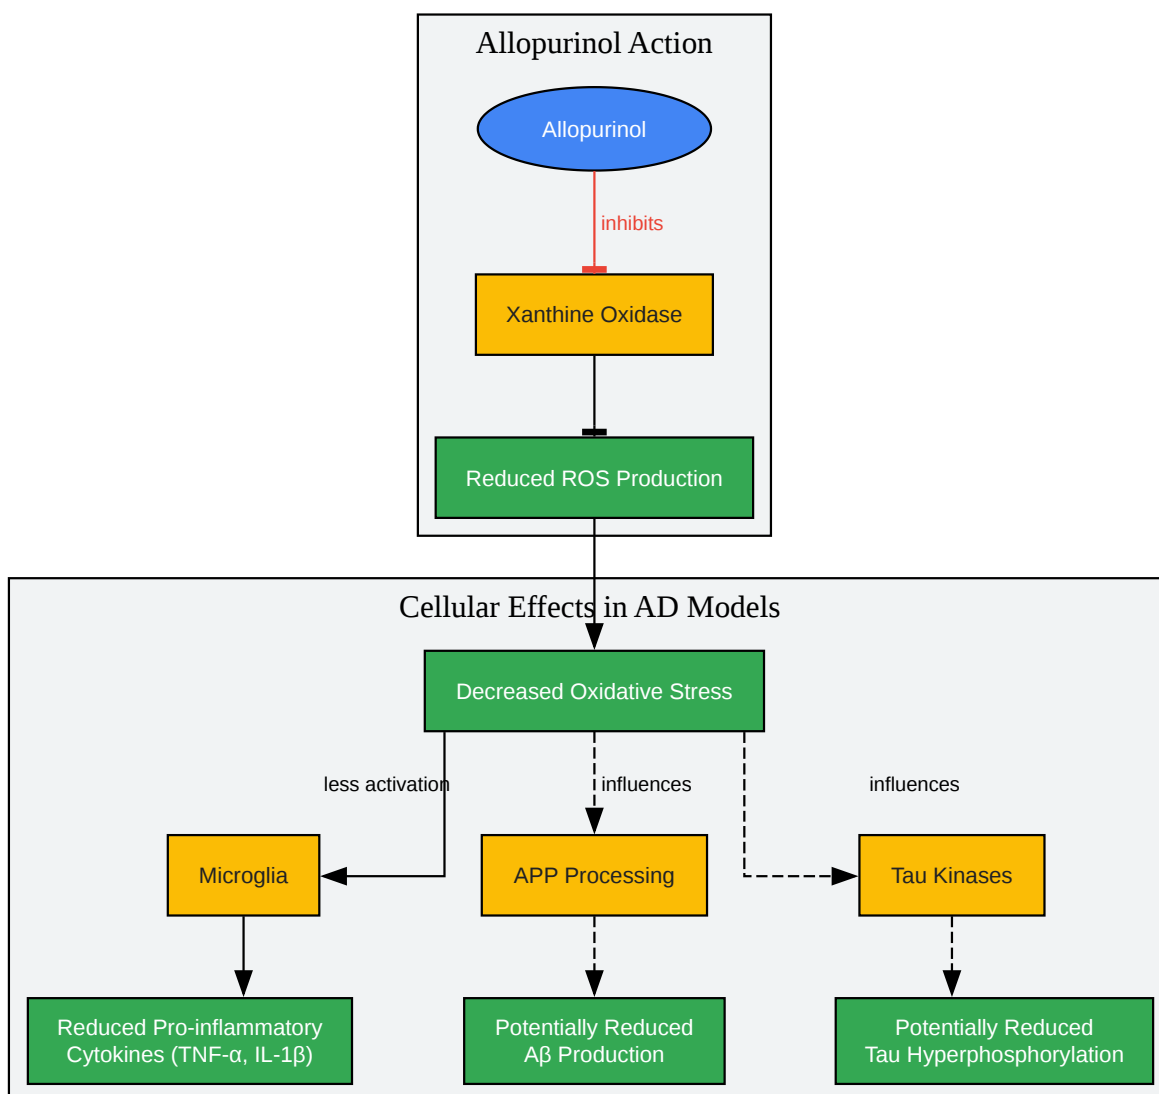 Allopurinol Action
Allopurinol
inhibits
Xanthine Oxidase
Reduced ROS Production
Cellular Effects in AD Models
Decreased Oxidative Stress
less activation
influences
influences
Microglia
APP Processing
Tau Kinases
Reduced Pro-inflammatory
Cytokines (TNF-α, IL-1β)
Potentially Reduced
Aβ Production
Potentially Reduced
Tau Hyperphosphorylation